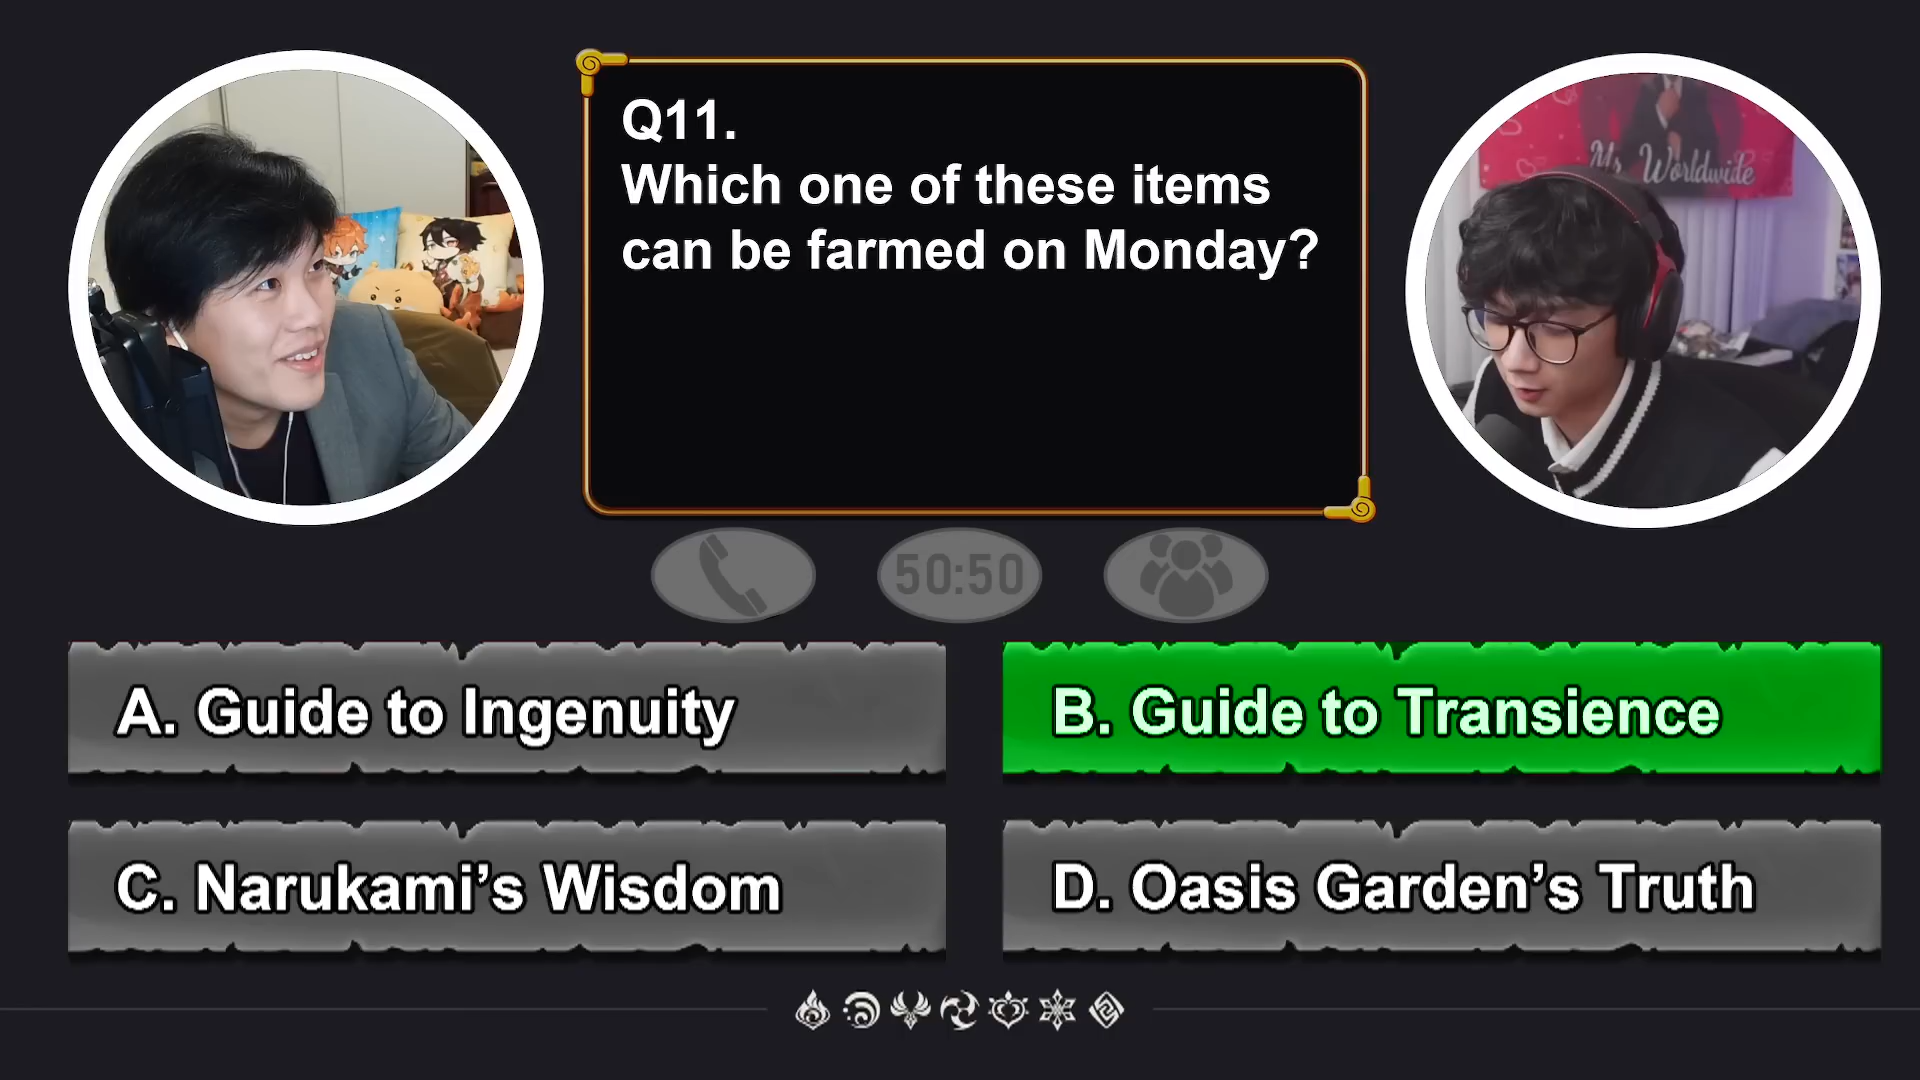 Q11.
Which one of these items
can be farmed on Monday?
Mr. Worldwide
50:50
A. Guide to Ingenuity
B. Guide to Transience
C. Narukami’s Wisdom
D. Oasis Garden’s Truth